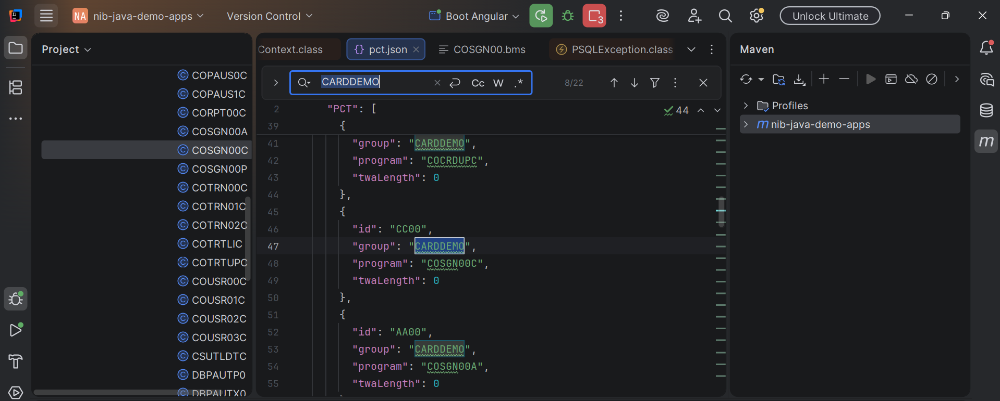 NA nib-java-demo-apps Version Control Boot Angular 3 Unlock Ultimate
Project
COPAUS0C
COPAUS1C
CORPT00C
COSGN00A
COSGN00C
COSGN00P
COTRN00C
COTRN01C
COTRN02C
COTRTLIC
COTRTUPC
COUSR00C
COUSR01C
COUSR02C
COUSR03C
CSUTLDTC
DBPAUTP0
DBPAUTX0
Context.class pct.json COSGN00.bms PSQLException.class
CARDDEMO Cc W .* 8/22
2 "PCT": [ 44
39 {
41 "group": "CARDDEMO",
42 "program": "COCRDUPC",
43 "twaLength": 0
44 },
45 {
46 "id": "CC00",
47 "group": "CARDDEMO",
48 "program": "COSGN00C",
49 "twaLength": 0
50 },
51 {
52 "id": "AA00",
53 "group": "CARDDEMO",
54 "program": "COSGN00A",
55 "twaLength": 0
Maven
Profiles
m nib-java-demo-apps
m